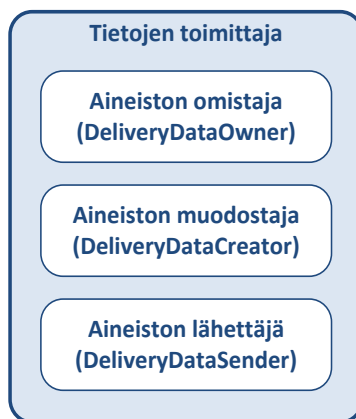 Tietojen toimittaja
Aineiston omistaja
(DeliveryDataOwner)
Aineiston muodostaja
(DeliveryDataCreator)
Aineiston lähettäjä
(DeliveryDataSender)